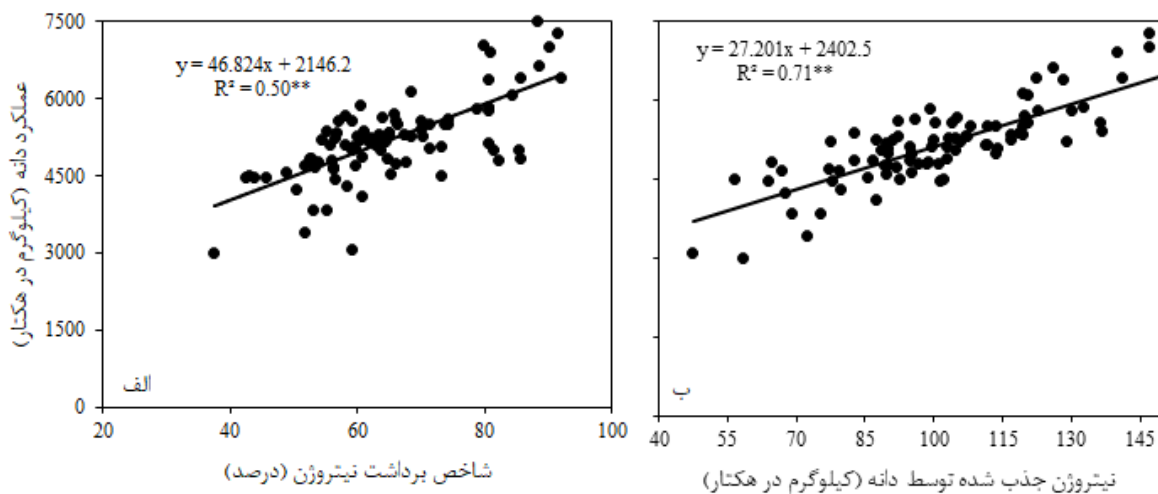 7500
6000
4500
3000
1500
0
عملکرد دانه (کیلوگرم در هکتار)
y = 46.824x + 2146.2
R² = 0.50**
الف
20 40 60 80 100
شاخص برداشت نیتروژن (درصد)
y = 27.201x + 2402.5
R² = 0.71**
ب
40 55 70 85 100 115 130 145
نیتروژن جذب شده توسط دانه (کیلوگرم در هکتار)